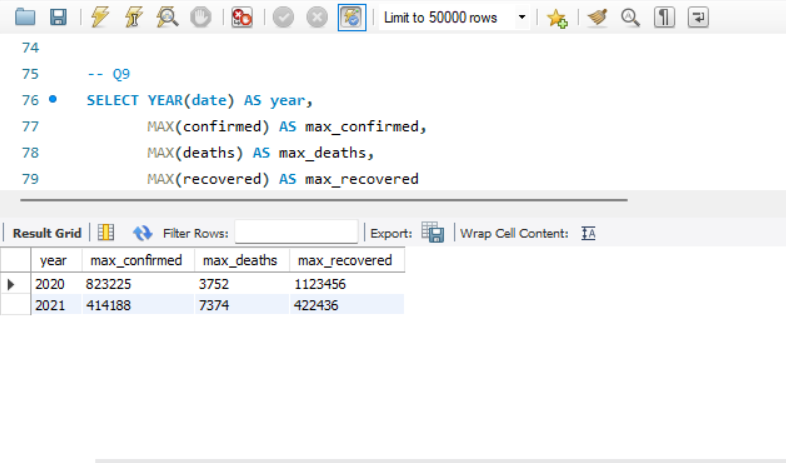 Limit to 50000 rows
74
75 -- Q9
76 SELECT YEAR(date) AS year,
77 MAX(confirmed) AS max_confirmed,
78 MAX(deaths) AS max_deaths,
79 MAX(recovered) AS max_recovered
Result Grid Filter Rows: Export: Wrap Cell Content:
year max_confirmed max_deaths max_recovered
2020 823225 3752 1123456
2021 414188 7374 422436